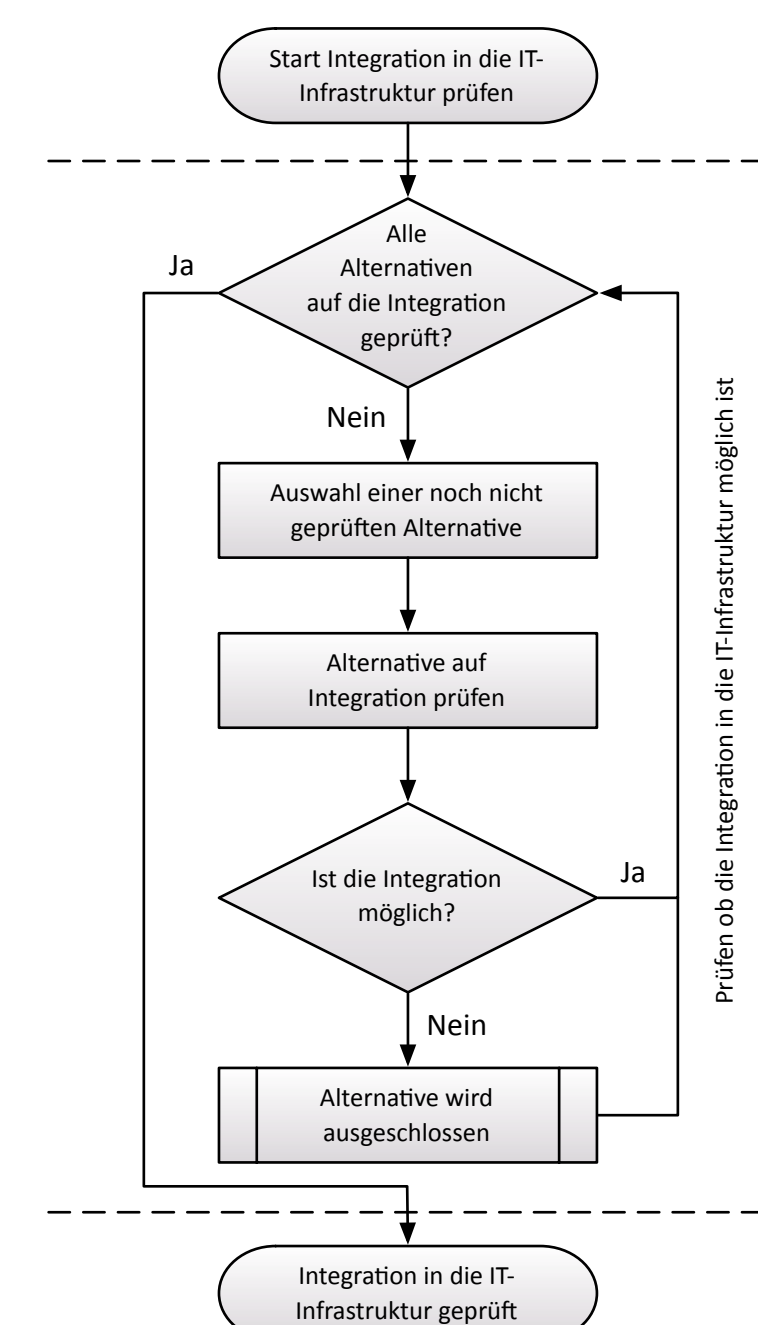 Start Integration in die IT-
Infrastruktur prüfen
Alle
Alternativen
auf die Integration
geprüft?
Ja
Nein
Auswahl einer noch nicht
geprüften Alternative
Alternative auf
Integration prüfen
Ist die Integration
möglich?
Ja
Nein
Alternative wird
ausgeschlossen
Prüfen ob die Integration in die IT-Infrastruktur möglich ist
Integration in die IT-
Infrastruktur geprüft